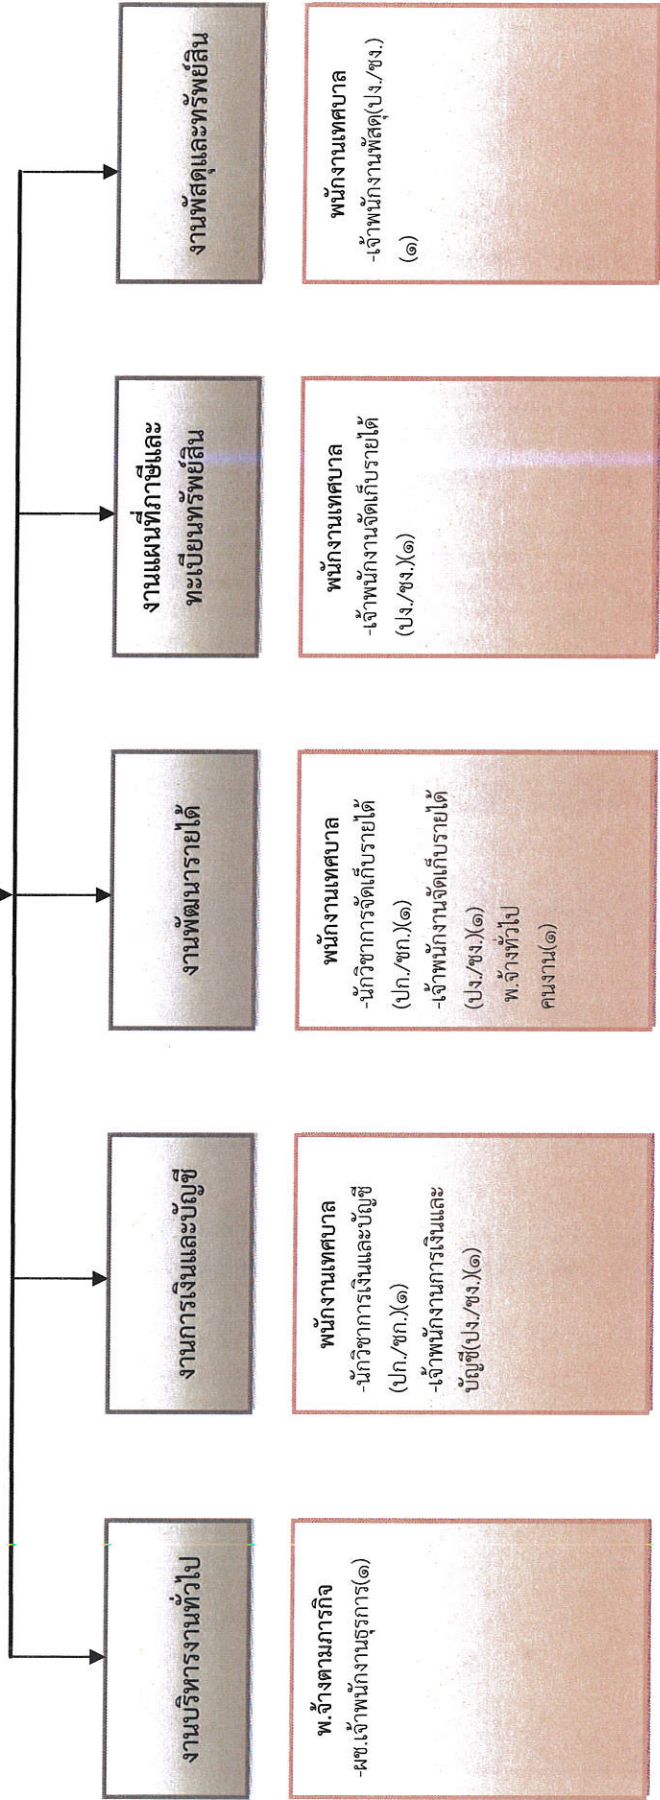 งานบริหารงานทั่วไป
พ.จ้างตามภารกิจ
-ผช.เจ้าพนักงานธุรการ(๑)
งานการเงินและบัญชี
พนักงานเทศบาล
-นักวิชาการเงินและบัญชี
(ปก./ชก.)(๑)
-เจ้าพนักงานการเงินและ
บัญชี(ปง./ชง.)(๑)
งานพัฒนารายได้
พนักงานเทศบาล
-นักวิชาการจัดเก็บรายได้
(ปก./ชก.)(๑)
-เจ้าพนักงานจัดเก็บรายได้
(ปง./ชง.)(๑)
พ.จ้างทั่วไป
คนงาน(๑)
งานแผนที่ภาษีและ
ทะเบียนทรัพย์สิน
พนักงานเทศบาล
-เจ้าพนักงานจัดเก็บรายได้
(ปง./ชง.)(๑)
งานพัสดุและทรัพย์สิน
พนักงานเทศบาล
-เจ้าพนักงานพัสดุ(ปง./ชง.)
(๑)